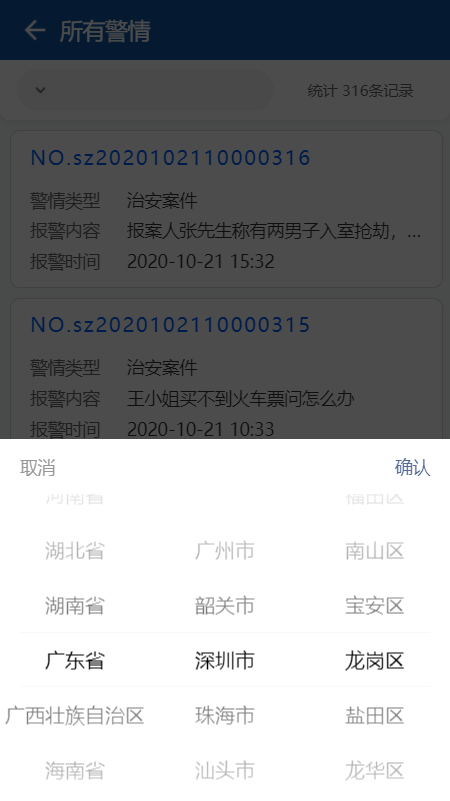 所有警情
统计 316条记录
NO.sz2020102110000316
警情类型 治安案件
报警内容 报案人张先生称有两男子入室抢劫，...
报警时间 2020-10-21 15:32
NO.sz2020102110000315
警情类型 治安案件
报警内容 王小姐买不到火车票问怎么办
报警时间 2020-10-21 10:33
取消 确认
河南省 福田区
湖北省 广州市 南山区
湖南省 韶关市 宝安区
广东省 深圳市 龙岗区
广西壮族自治区 珠海市 盐田区
海南省 汕头市 龙华区